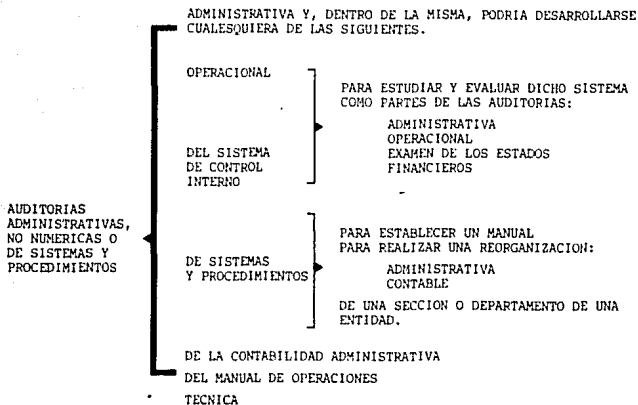 ADMINISTRATIVA Y, DENTRO DE LA MISMA, PODRIA DESARROLLARSE
CUALESQUIERA DE LAS SIGUIENTES.
OPERACIONAL
PARA ESTUDIAR Y EVALUAR DICHO SISTEMA
COMO PARTES DE LAS AUDITORIAS:
ADMINISTRATIVA
OPERACIONAL
EXAMEN DE LOS ESTADOS
FINANCIEROS
DEL SISTEMA
DE CONTROL
INTERNO
AUDITORIAS
ADMINISTRATIVAS,
NO NUMERICAS O
DE SISTEMAS Y
PROCEDIMIENTOS
PARA ESTABLECER UN MANUAL
PARA REALIZAR UNA REORGANIZACION:
ADMINISTRATIVA
CONTABLE
DE SISTEMAS
Y PROCEDIMIENTOS
DE UNA SECCION O DEPARTAMENTO DE UNA
ENTIDAD.
DE LA CONTABILIDAD ADMINISTRATIVA
DEL MANUAL DE OPERACIONES
TECNICA